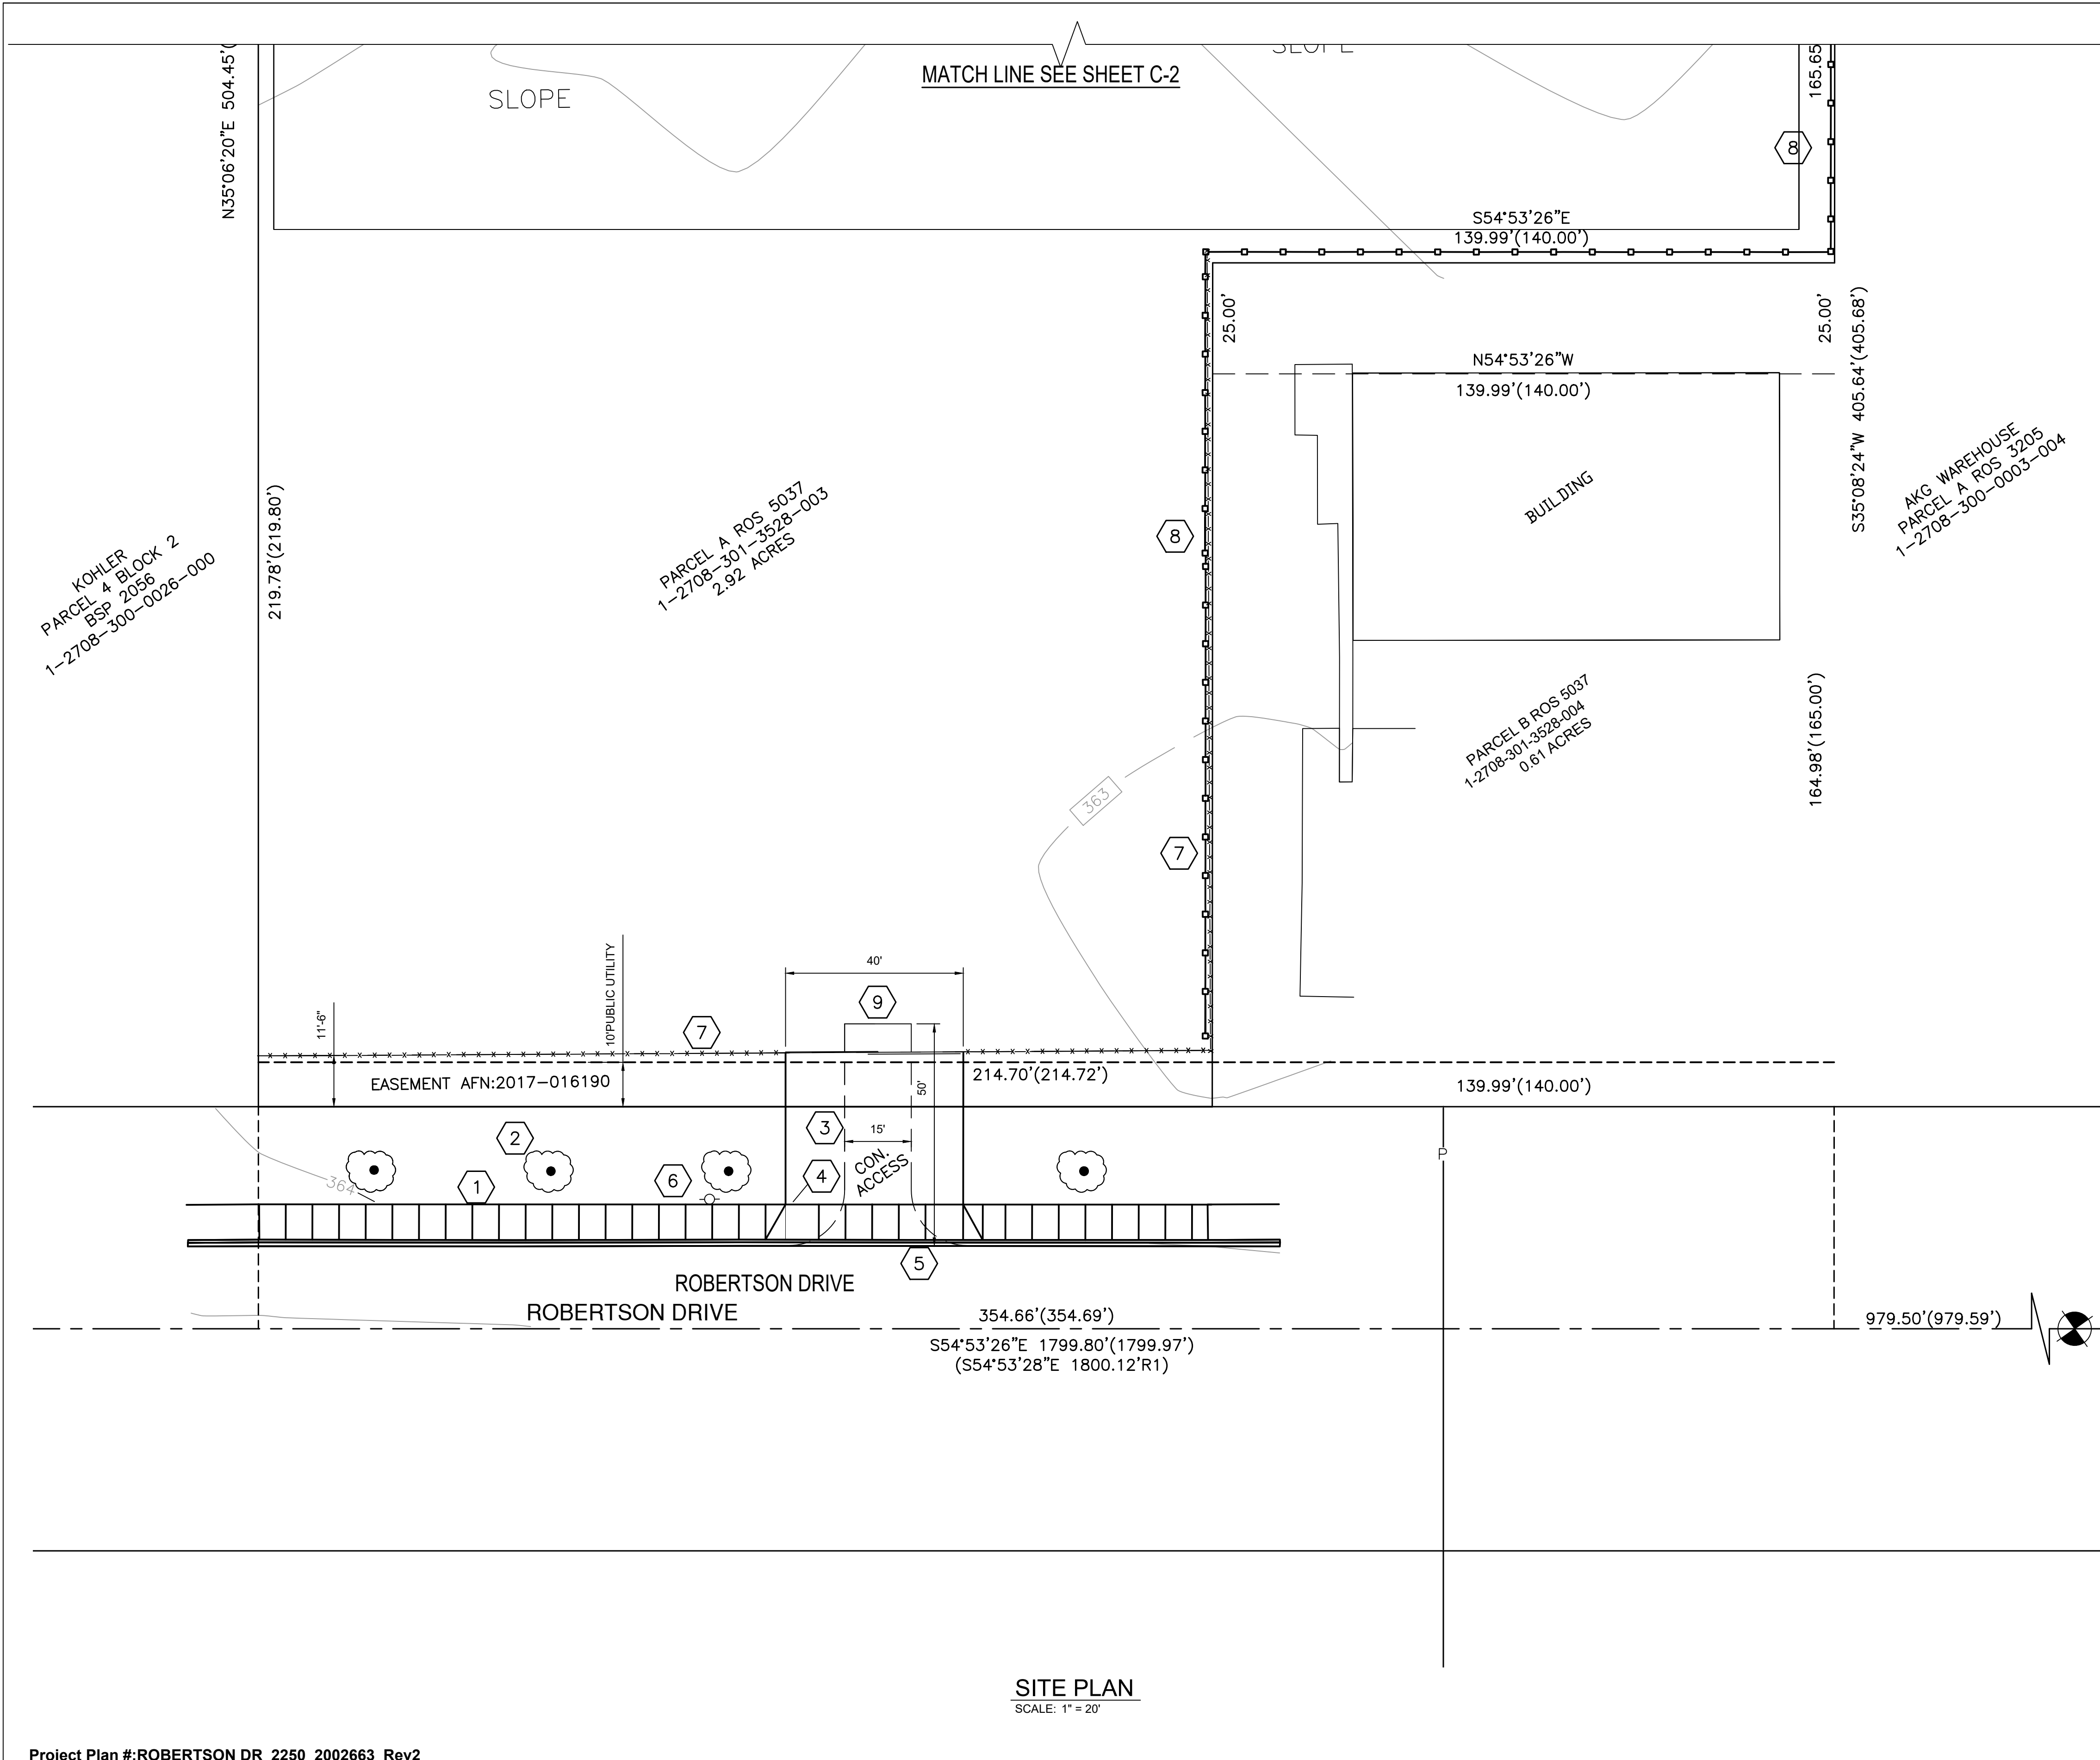 MATCH LINE SEE SHEET C-2
SLOPE
SLOPE
N35°06'20"E 504.45'(
165.65
8
S54°53'26"E
139.99'(140.00')
25.00'
25.00'
S35°08'24"W 405.64'(405.68')
N54°53'26"W
139.99'(140.00')
BUILDING
AKG WAREHOUSE
PARCEL A ROS 3205
1-2708-300-0003-004
KOHLER
PARCEL 4 BLOCK 2
BSP 2056
1-2708-300-0026-000
219.78'(219.80')
PARCEL A ROS 5037
1-2708-301-3528-003
2.92 ACRES
8
PARCEL B ROS 5037
1-2708-301-3528-004
0.61 ACRES
164.98'(165.00')
363
7
40'
9
7
11'-6"
10'PUBLIC UTILITY
EASEMENT AFN:2017-016190
50'
214.70'(214.72')
139.99'(140.00')
2
3
15'
CON.
ACCESS
P
364
1
6
4
5
ROBERTSON DRIVE
ROBERTSON DRIVE
354.66'(354.69')
979.50'(979.59')
S54°53'26"E 1799.80'(1799.97')
(S54°53'28"E 1800.12'R1)
SITE PLAN
SCALE: 1" = 20'
Project Plan #:ROBERTSON DR_2250_2002663_Rev2